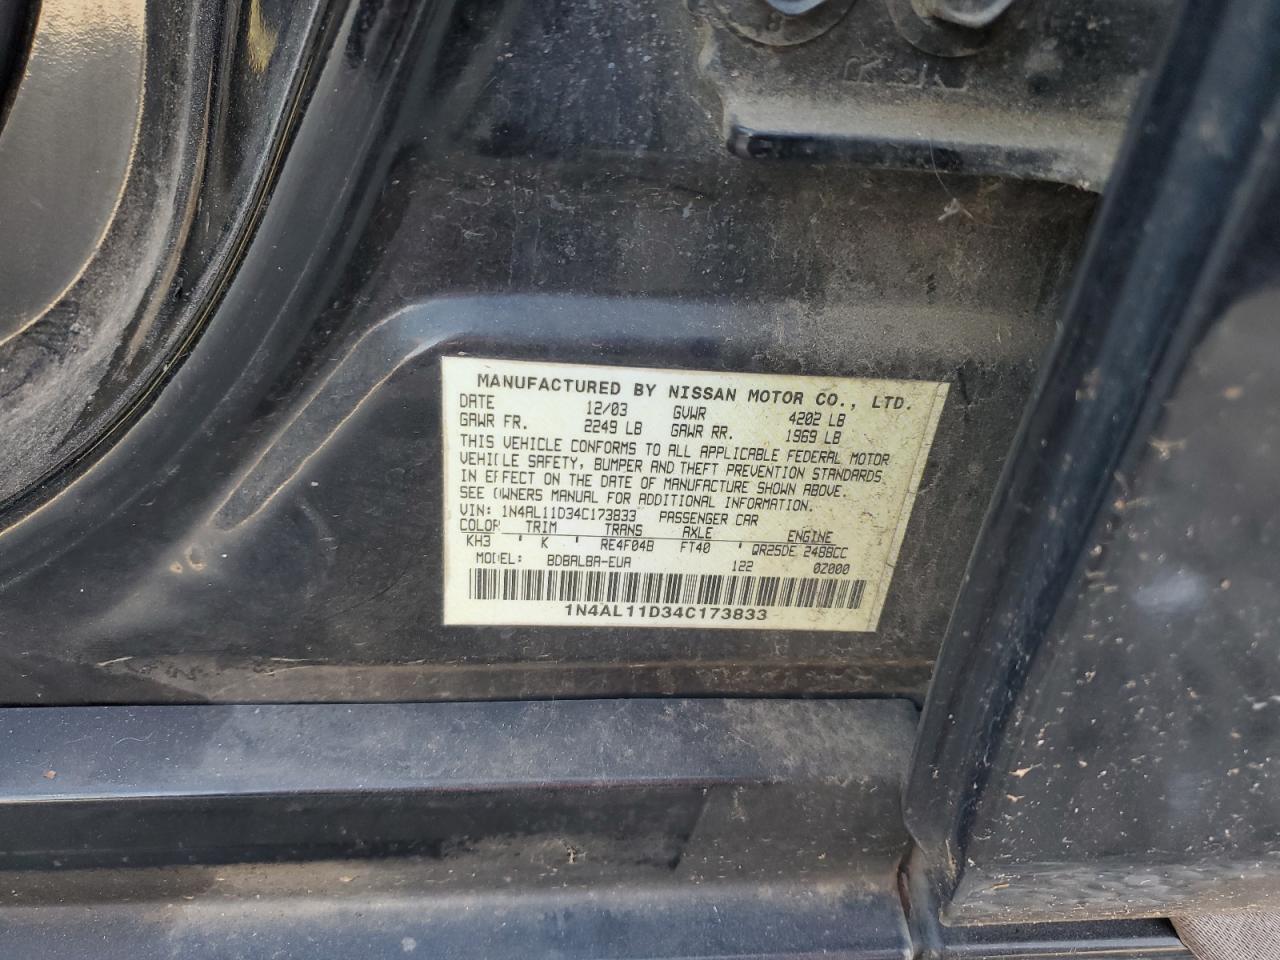 MANUFACTURED BY NISSAN MOTOR CO., LTD.
DATE 12/03 GVWR 4202 LB
GAWR FR. 2249 LB GAWR RR. 1969 LB
THIS VEHICLE CONFORMS TO ALL APPLICABLE FEDERAL MOTOR
VEHICLE SAFETY, BUMPER AND THEFT PREVENTION STANDARDS
IN EFFECT ON THE DATE OF MANUFACTURE SHOWN ABOVE.
SEE OWNERS MANUAL FOR ADDITIONAL INFORMATION.
VIN: 1N4AL11D34C173833 PASSENGER CAR
COLOR TRIM TRANS AXLE ENGINE
KH3 K RE4F04B FT40 QR25DE 2488CC
MODEL: BDBALBA-EUA 122 0Z000
1N4AL11D34C173833